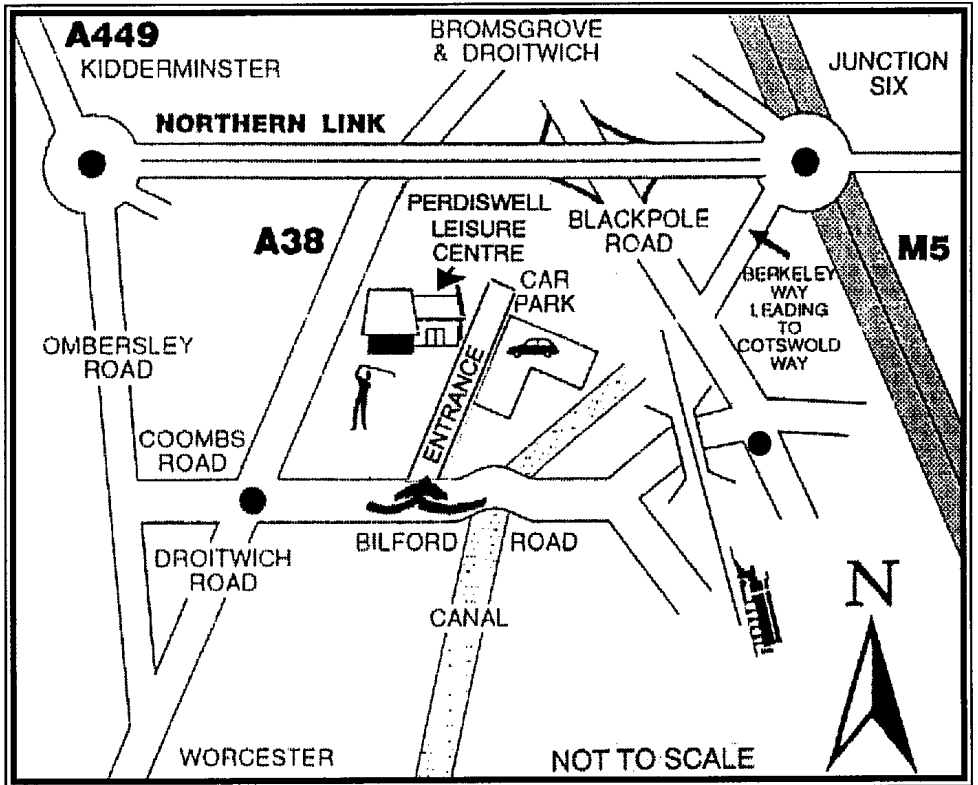 A449
KIDDERMINSTER
BROMSGROVE
& DROITWICH
JUNCTION
SIX
NORTHERN LINK
PERDISWELL
LEISURE
CENTRE
BLACKPOLE
ROAD
A38
M5
CAR
PARK
BERKELEY
WAY
LEADING
TO
COTSWOLD
WAY
OMBERSLEY
ROAD
ENTRANCE
COOMBS
ROAD
BILFORD ROAD
DROITWICH
ROAD
CANAL
N
WORCESTER
NOT TO SCALE